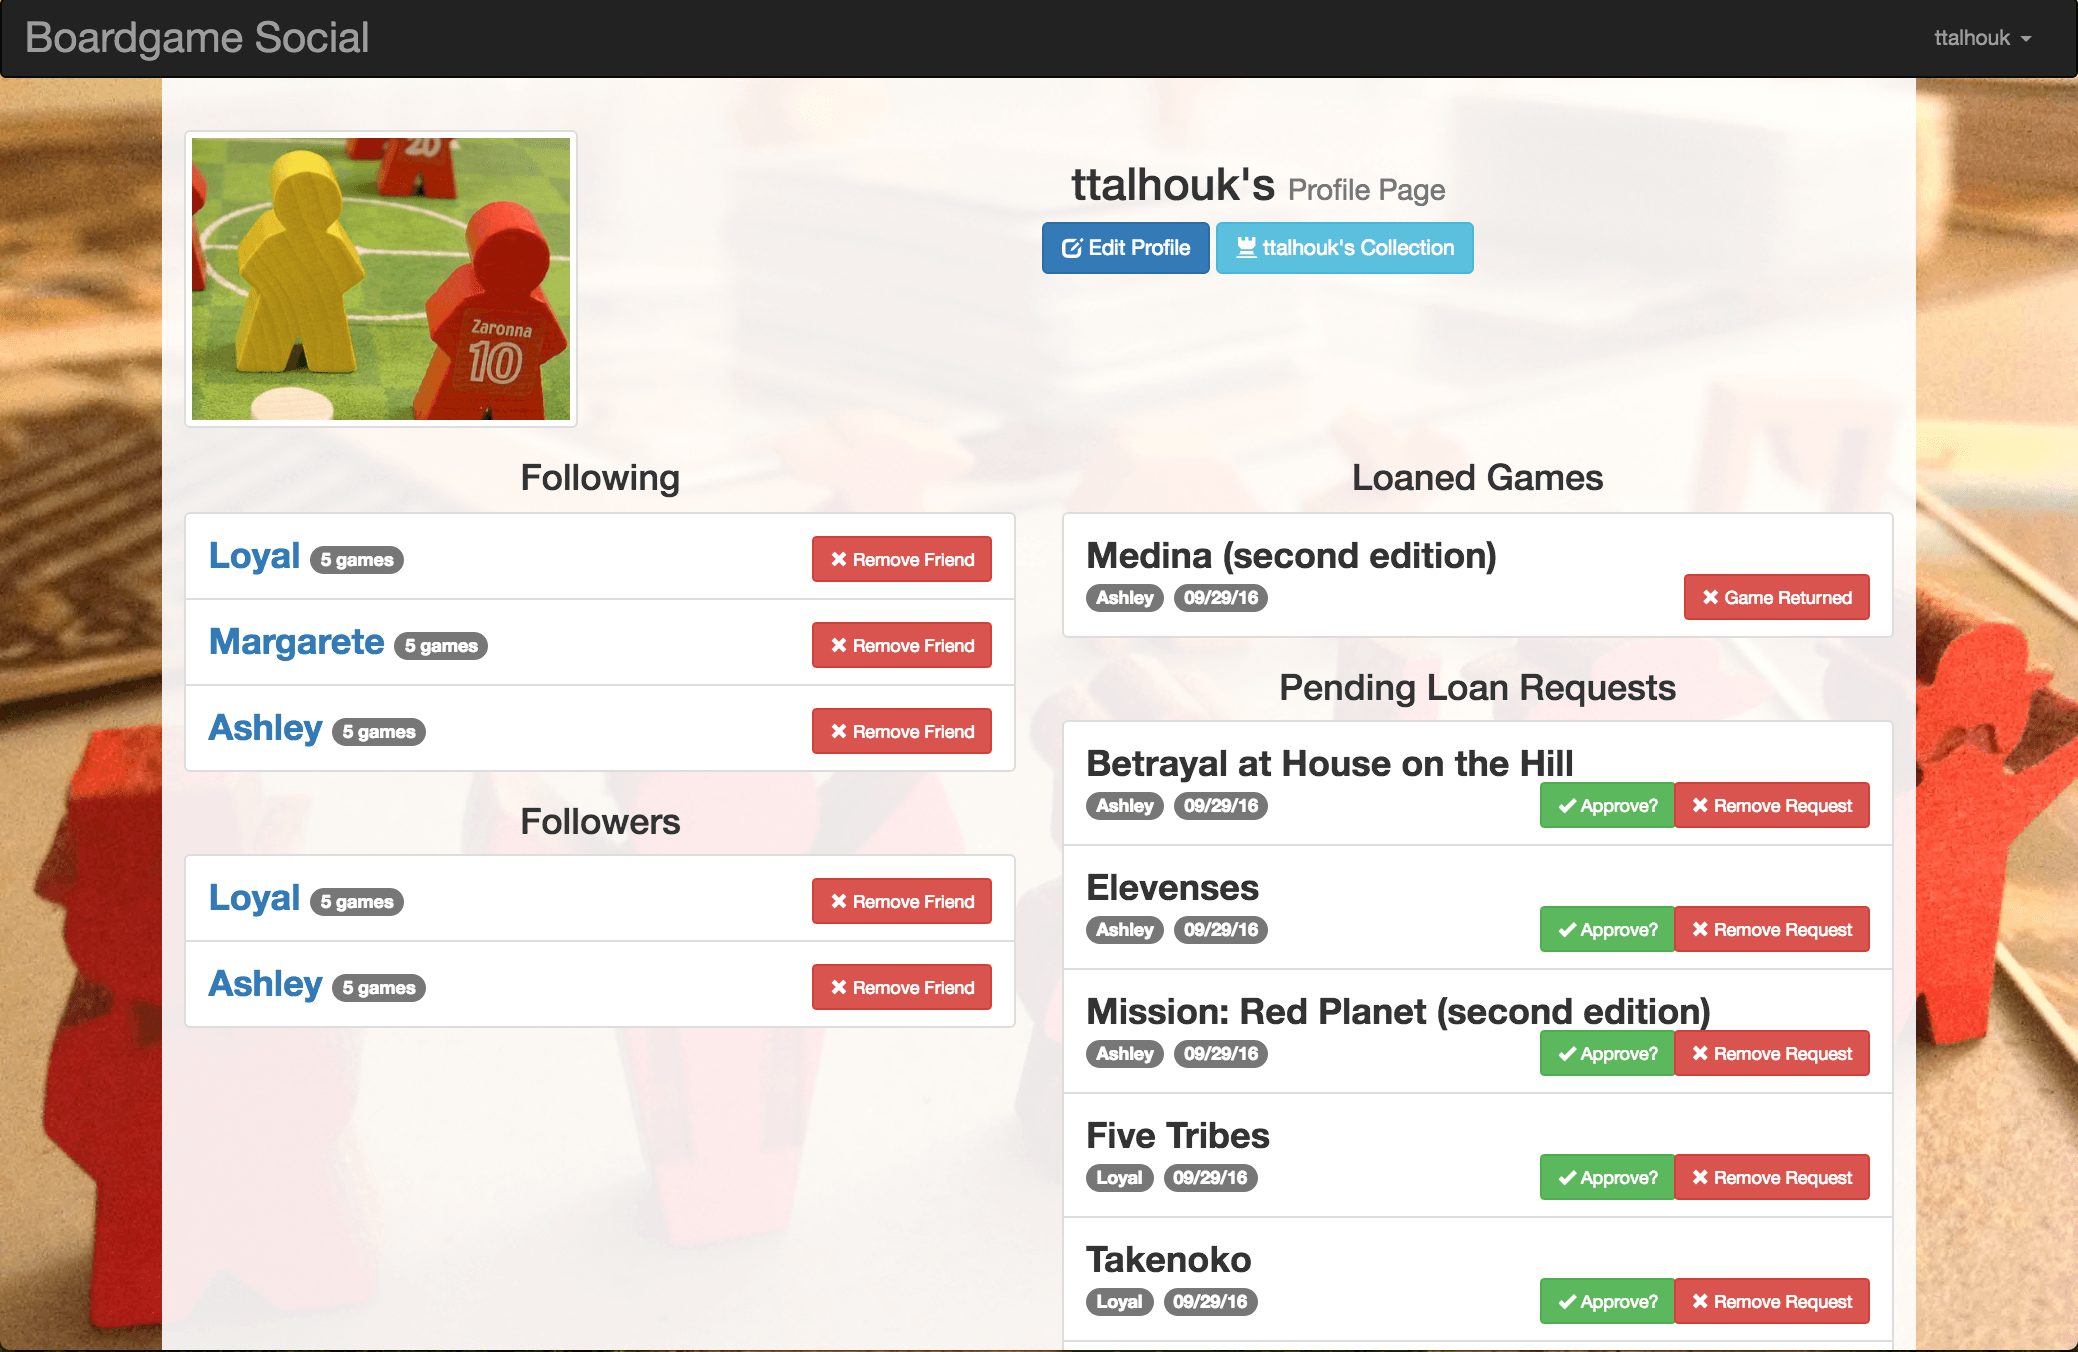 Boardgame Social
ttalhouk
20
Zaronna
10
ttalhouk's Profile Page
Edit Profile
ttalhouk's Collection
Following
Loyal 5 games
Remove Friend
Margarete 5 games
Remove Friend
Ashley 5 games
Remove Friend
Followers
Loyal 5 games
Remove Friend
Ashley 5 games
Remove Friend
Loaned Games
Medina (second edition)
Ashley 09/29/16
Game Returned
Pending Loan Requests
Betrayal at House on the Hill
Ashley 09/29/16
Approve? Remove Request
Elevenses
Ashley 09/29/16
Approve? Remove Request
Mission: Red Planet (second edition)
Ashley 09/29/16
Approve? Remove Request
Five Tribes
Loyal 09/29/16
Approve? Remove Request
Takenoko
Loyal 09/29/16
Approve? Remove Request